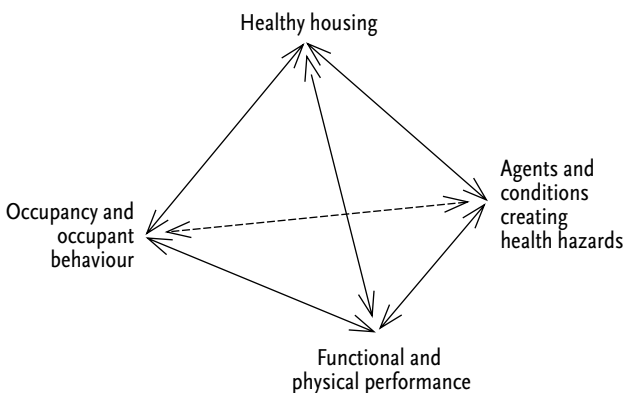 Healthy housing
Agents and
conditions
creating
health hazards
Occupancy and
occupant
behaviour
Functional and
physical performance